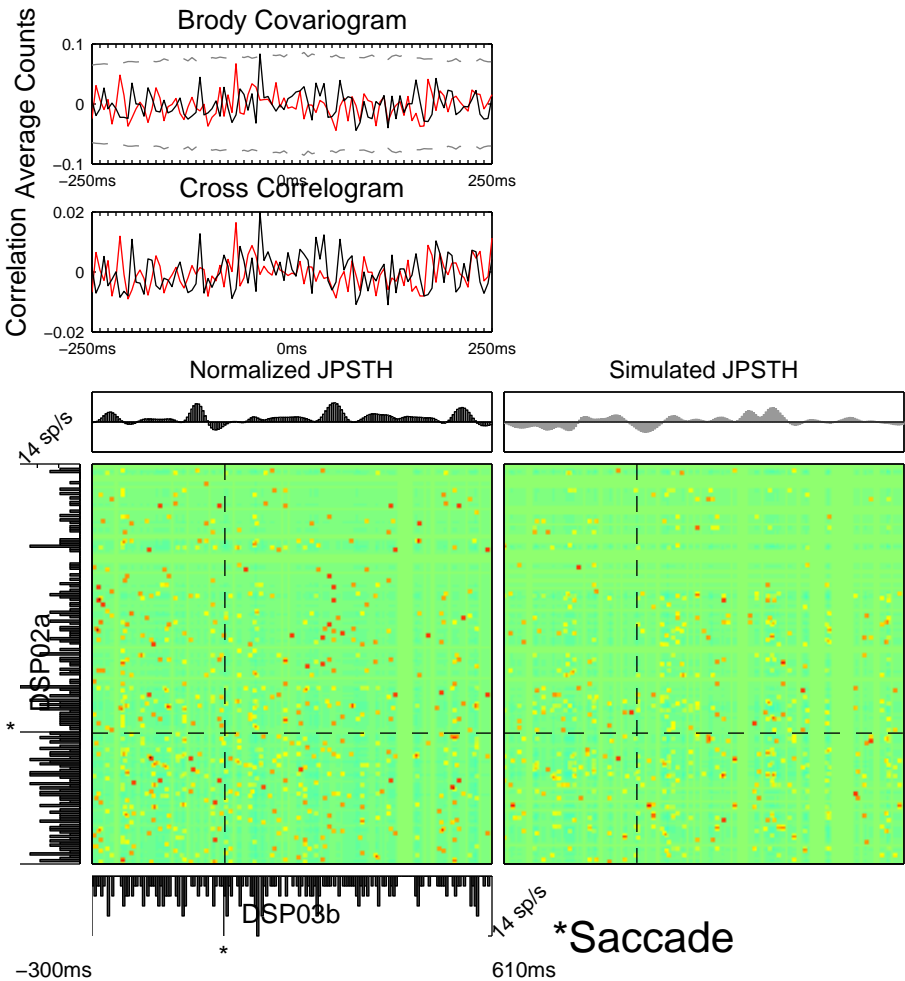 Brody Covariogram
Average Counts
0.1
0
−0.1
−250ms
0ms
250ms
Cross Correlogram
Correlation
0.02
0
−0.02
−250ms
0ms
250ms
Normalized JPSTH
Simulated JPSTH
14 sp/s
DSP02a
*
DSP03b
14 sp/s
*
*Saccade
−300ms
610ms